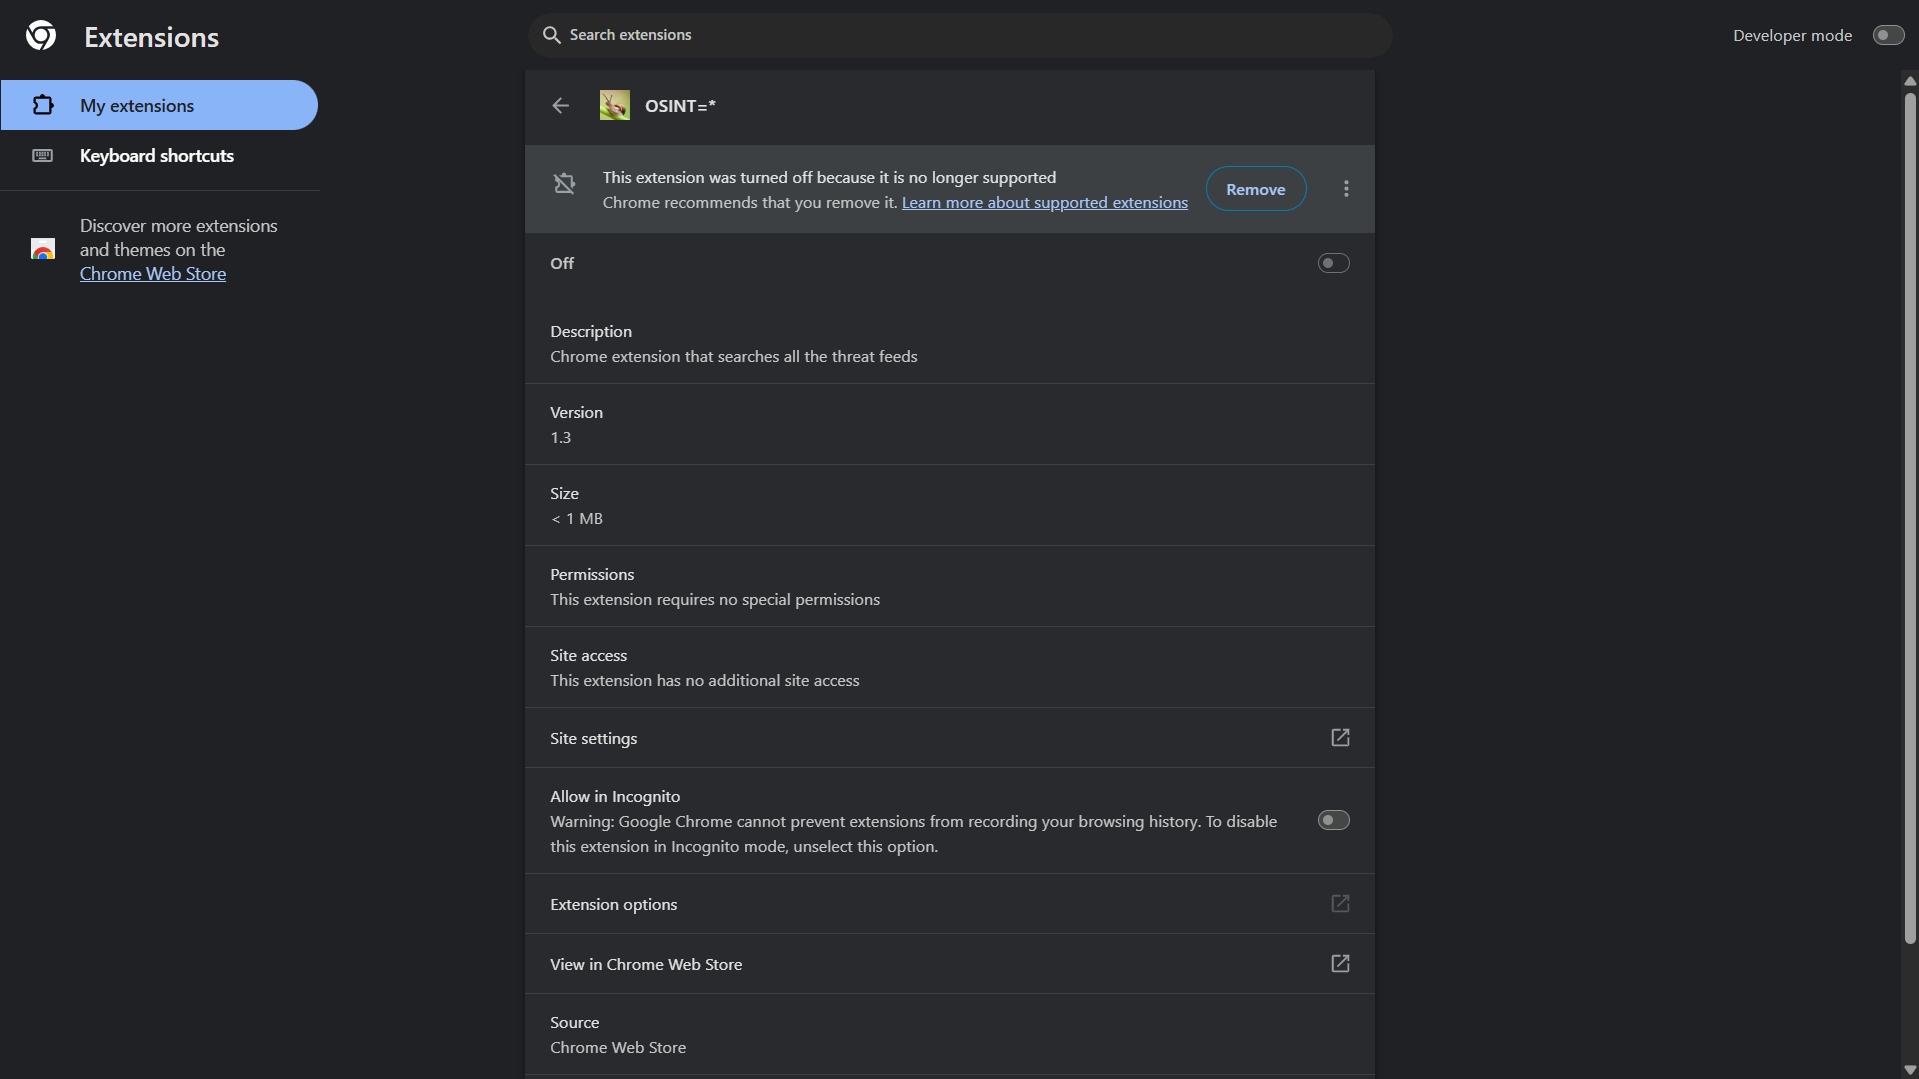 Extensions
Search extensions
Developer mode
My extensions
Keyboard shortcuts
Discover more extensions
and themes on the
Chrome Web Store
OSINT=*
This extension was turned off because it is no longer supported
Chrome recommends that you remove it. Learn more about supported extensions
Remove
Off
Description
Chrome extension that searches all the threat feeds
Version
1.3
Size
< 1 MB
Permissions
This extension requires no special permissions
Site access
This extension has no additional site access
Site settings
Allow in Incognito
Warning: Google Chrome cannot prevent extensions from recording your browsing history. To disable
this extension in Incognito mode, unselect this option.
Extension options
View in Chrome Web Store
Source
Chrome Web Store